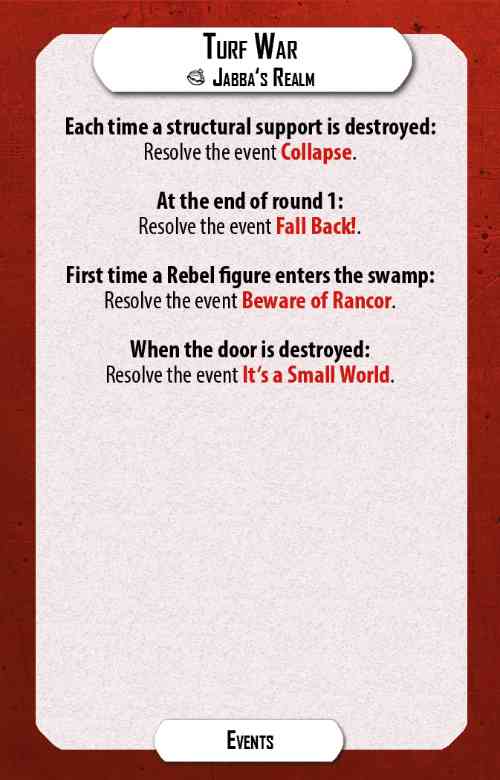 Turf War
Jabba's Realm
Each time a structural support is destroyed:
Resolve the event Collapse.
At the end of round 1:
Resolve the event Fall Back!.
First time a Rebel figure enters the swamp:
Resolve the event Beware of Rancor.
When the door is destroyed:
Resolve the event It's a Small World.
Events